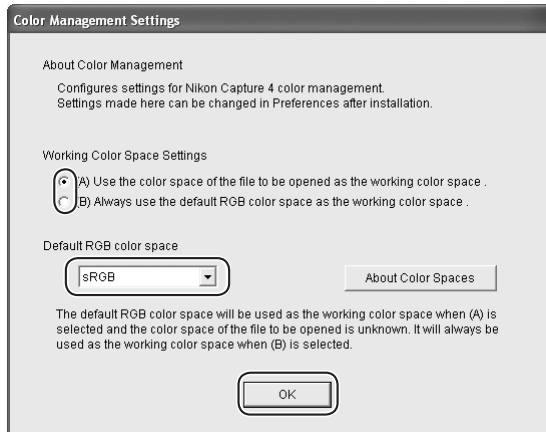 Color Management Settings
About Color Management
Configures settings for Nikon Capture 4 color management.
Settings made here can be changed in Preferences after installation.
Working Color Space Settings
(A) Use the color space of the file to be opened as the working color space .
(B) Always use the default RGB color space as the working color space .
Default RGB color space
sRGB
About Color Spaces
The default RGB color space will be used as the working color space when (A) is
selected and the color space of the file to be opened is unknown. It will always be
used as the working color space when (B) is selected.
OK